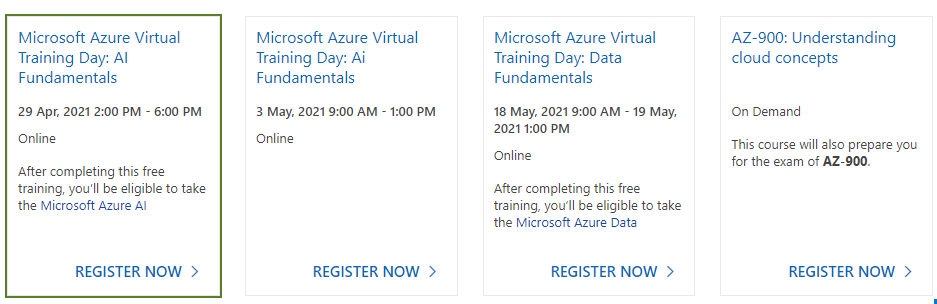 Microsoft Azure Virtual
Training Day: AI
Fundamentals
29 Apr, 2021 2:00 PM - 6:00 PM
Online
After completing this free
training, you'll be eligible to take
the Microsoft Azure AI
REGISTER NOW
Microsoft Azure Virtual
Training Day: Ai
Fundamentals
3 May, 2021 9:00 AM - 1:00 PM
Online
REGISTER NOW
Microsoft Azure Virtual
Training Day: Data
Fundamentals
18 May, 2021 9:00 AM - 19 May,
2021 1:00 PM
Online
After completing this free
training, you'll be eligible to take
the Microsoft Azure Data
REGISTER NOW
AZ-900: Understanding
cloud concepts
On Demand
This course will also prepare you
for the exam of AZ-900.
REGISTER NOW